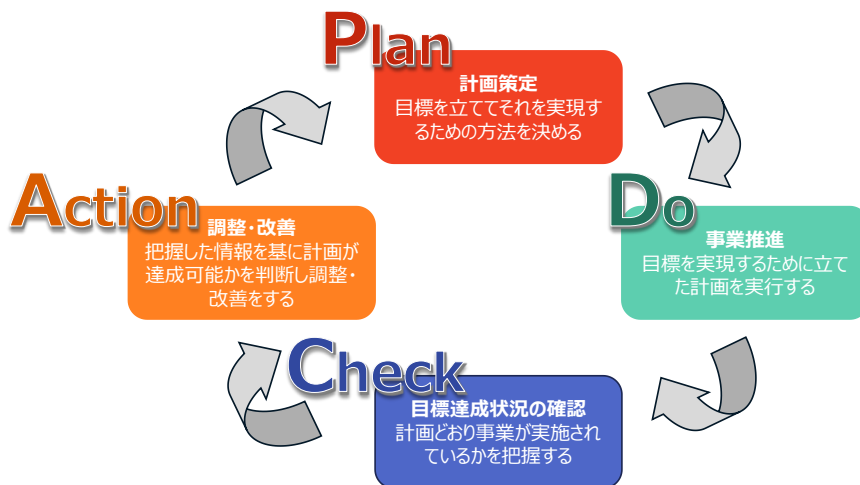 Plan
計画策定
目標を立ててそれを実現す
るための方法を決める
Do
事業推進
目標を実現するために立て
た計画を実行する
Check
目標達成状況の確認
計画どおり事業が実施され
ているかを把握する
Action
調整・改善
把握した情報を基に計画が
達成可能かを判断し調整・
改善をする